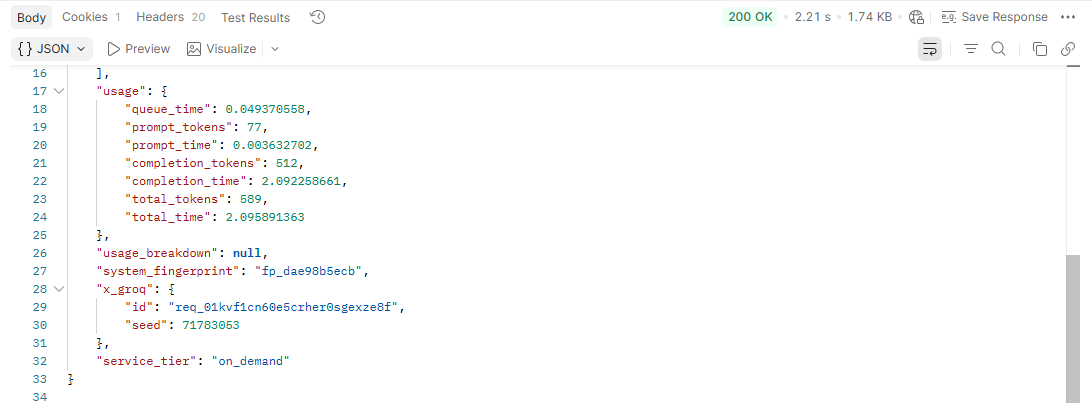 Body Cookies 1 Headers 20 Test Results 200 OK • 2.21 s • 1.74 KB • e.g. Save Response
{} JSON Preview Visualize
16 ],
17 "usage": {
18 "queue_time": 0.049370558,
19 "prompt_tokens": 77,
20 "prompt_time": 0.003632702,
21 "completion_tokens": 512,
22 "completion_time": 2.092258661,
23 "total_tokens": 589,
24 "total_time": 2.095891363
25 },
26 "usage_breakdown": null,
27 "system_fingerprint": "fp_dae98b5ecb",
28 "x_groq": {
29 "id": "req_01kvf1cn60e5crher0sgexze8f",
30 "seed": 71783053
31 },
32 "service_tier": "on_demand"
33 }
34